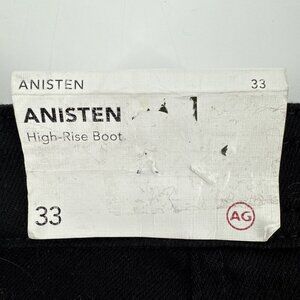 ANISTEN 33
ANISTEN
High-Rise Boot
33 AG